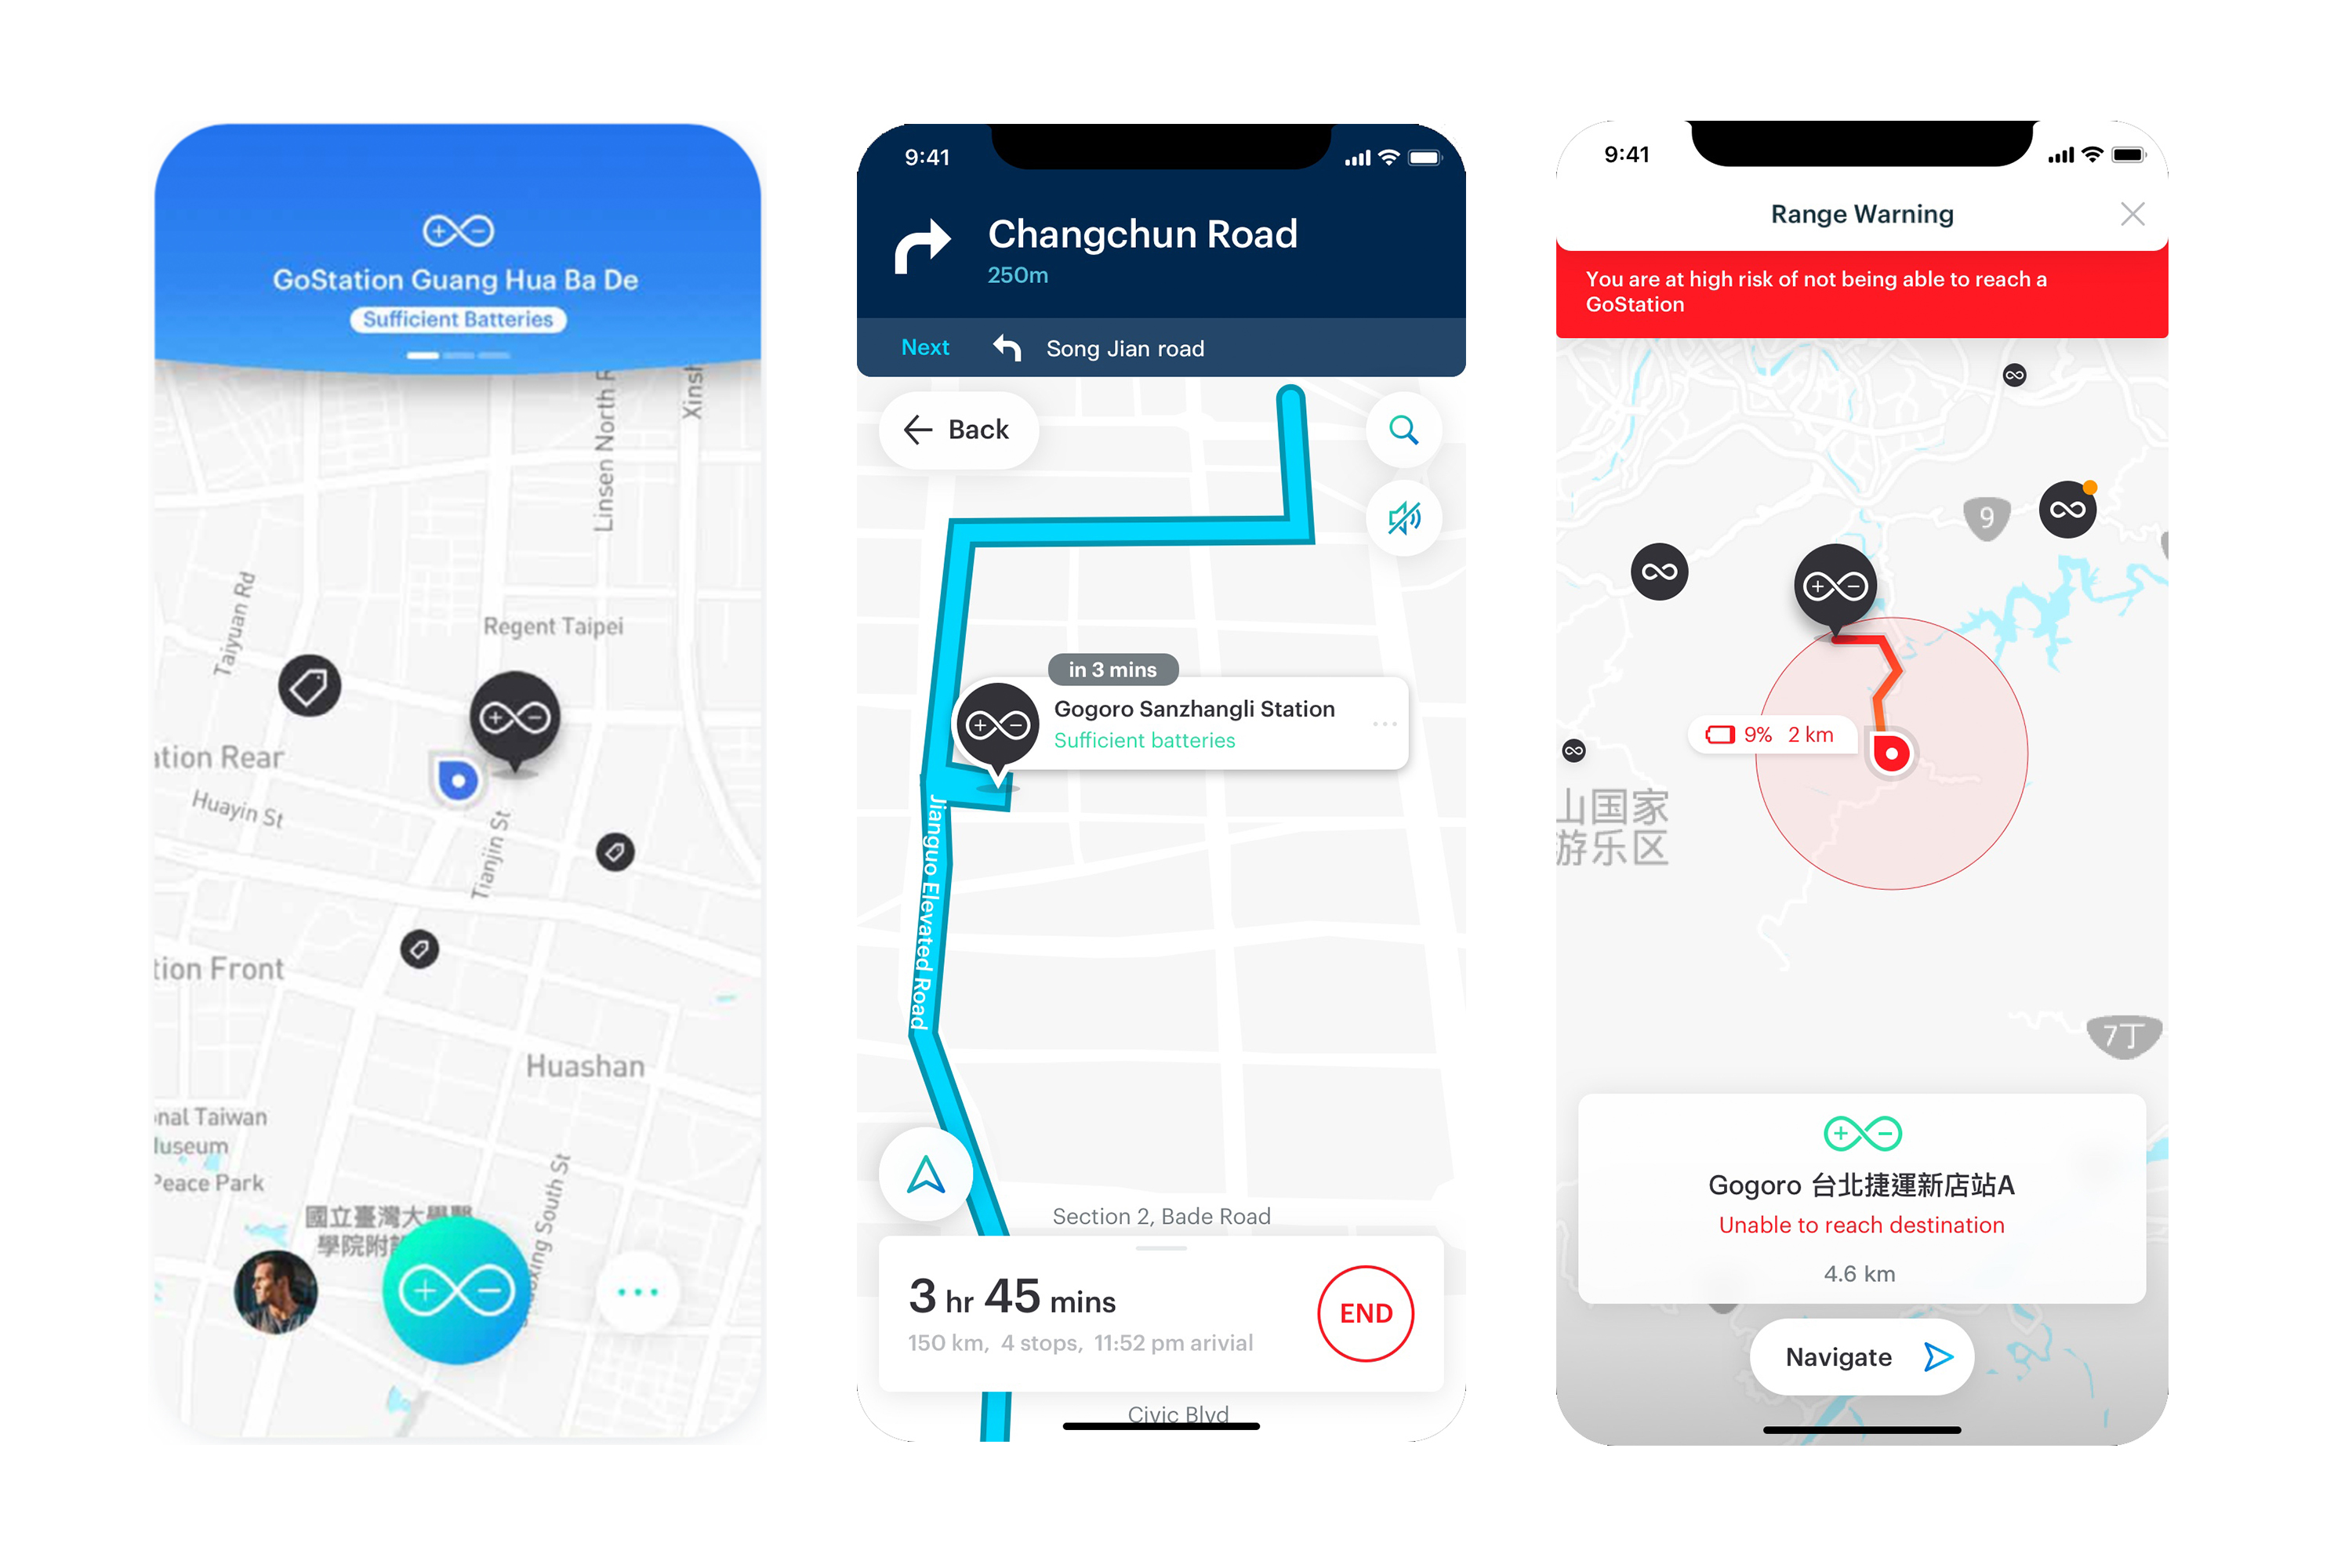 GoStation Guang Hua Ba De
Sufficient Batteries
Linsen North R
Xinsh
Taiyuan Rd
Regent Taipei
ation Rear
Huayin St
Tianjin St
tion Front
Huashan
onal Taiwan
Museum
Peace Park
國立臺灣大學醫
學院附設
oxing South St
9:41
Changchun Road
250m
Next
Song Jian road
Back
in 3 mins
Gogoro Sanzhangli Station
Sufficient batteries
Jianguo Elevated Road
Section 2, Bade Road
3 hr 45 mins
150 km, 4 stops, 11:52 pm arivial
END
Civic Blvd
9:41
Range Warning
You are at high risk of not being able to reach a
GoStation
9
9% 2 km
山国家
游乐区
7丁
Gogoro 台北捷運新店站A
Unable to reach destination
4.6 km
Navigate